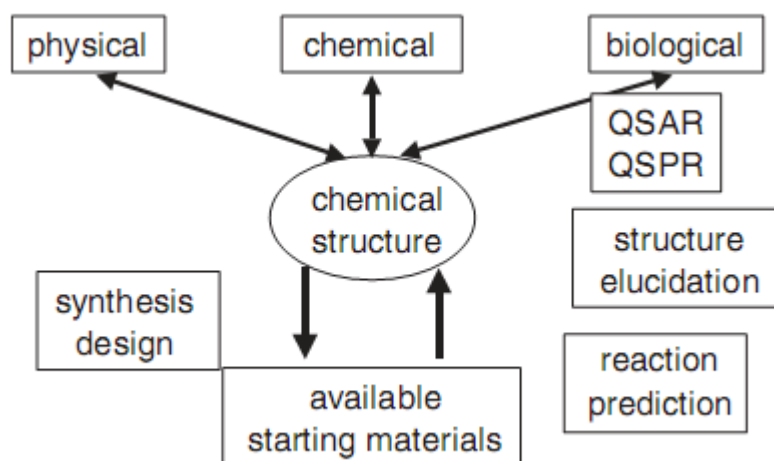 physical
chemical
biological
QSAR
QSPR
chemical
structure
structure
elucidation
synthesis
design
reaction
prediction
available
starting materials